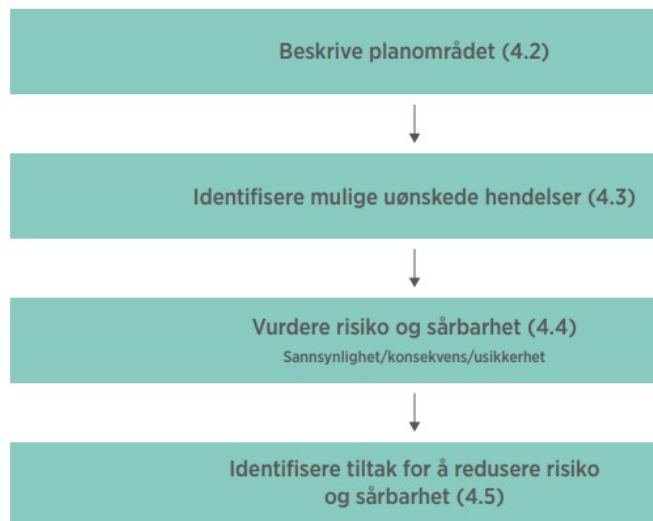 Beskrive planområdet (4.2)
Identifisere mulige uønskede hendelser (4.3)
Vurdere risiko og sårbarhet (4.4)
Sannsynlighet/konsekvens/usikkerhet
Identifisere tiltak for å redusere risiko
og sårbarhet (4.5)